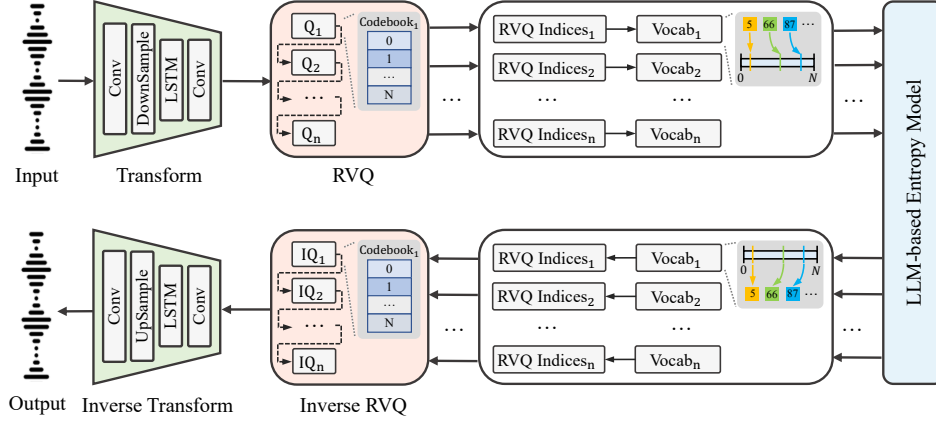 Input
Conv
DownSample
LSTM
Conv
Transform
Q1
Q2
...
Qn
Codebook1
0
1
...
N
RVQ
...
RVQ Indices1
Vocab1
RVQ Indices2
Vocab2
...
RVQ Indicesn
Vocabn
5 66 87 ...
0 N
...
LLM-based Entropy Model
Output
Conv
UpSample
LSTM
Conv
Inverse Transform
IQ1
IQ2
...
IQn
Codebook1
0
1
...
N
Inverse RVQ
...
RVQ Indices1
Vocab1
RVQ Indices2
Vocab2
...
RVQ Indicesn
Vocabn
0 N
5 66 87 ...
...